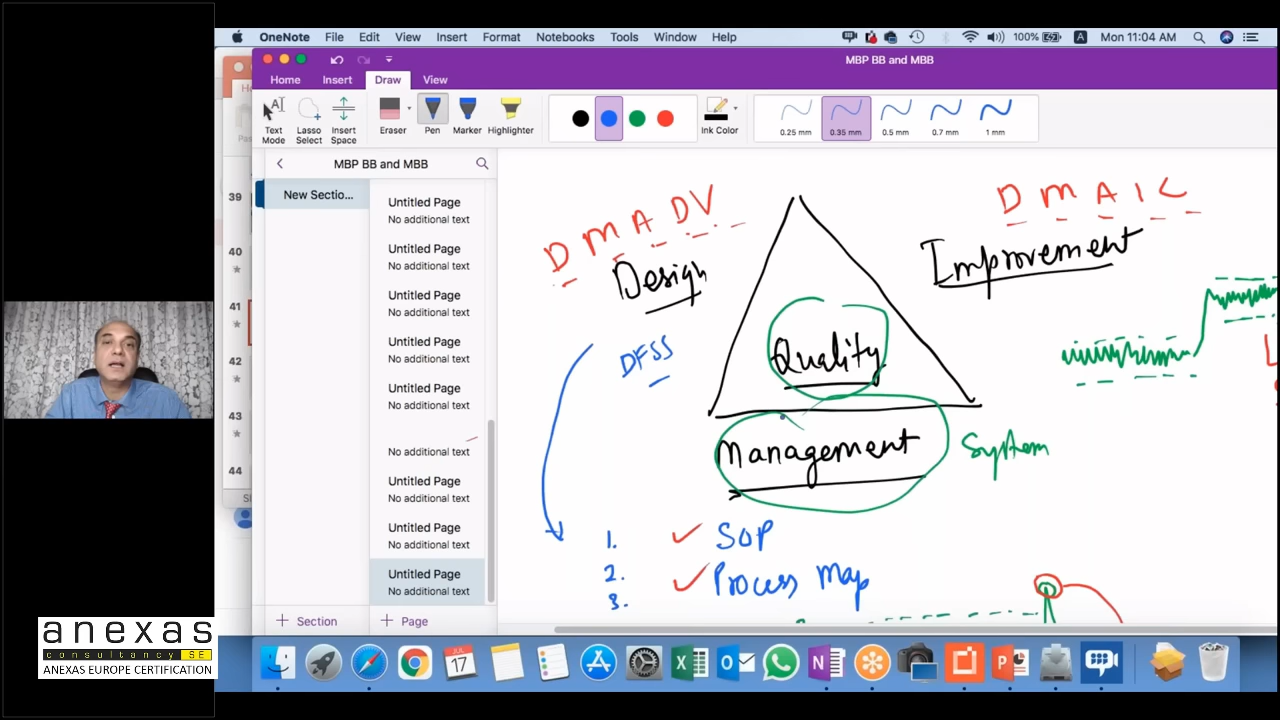 OneNote File Edit View Insert Format Notebooks Tools Window Help 100% Mon 11:04 AM
MBP BB and MBB
Home Insert Draw View
Text Mode
Lasso Select
Insert Space
Eraser
Pen
Marker
Highlighter
Ink Color
0.25 mm
0.35 mm
0.5 mm
0.7 mm
1 mm
MBP BB and MBB
New Sectio...
Untitled Page
No additional text
Untitled Page
No additional text
Untitled Page
No additional text
Untitled Page
No additional text
Untitled Page
No additional text
No additional text
Untitled Page
No additional text
Untitled Page
No additional text
Untitled Page
No additional text
+ Section
+ Page
39
40
41
42
43
44
DMADV
Design
DMAIC
Improvement
DFSS
Quality
Management
System
1. SOP
2. Process Map
3.
JUL
17
anexas
consultancy SE
ANEXAS EUROPE CERTIFICATION